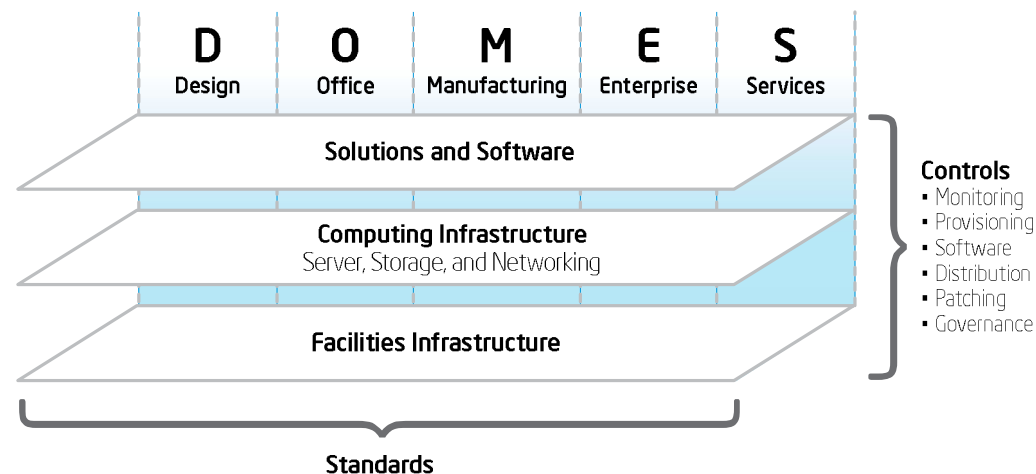 D O M E S
Design Office Manufacturing Enterprise Services
Solutions and Software
Computing Infrastructure
Server, Storage, and Networking
Facilities Infrastructure
Controls
▪ Monitoring
▪ Provisioning
▪ Software
▪ Distribution
▪ Patching
▪ Governance
Standards